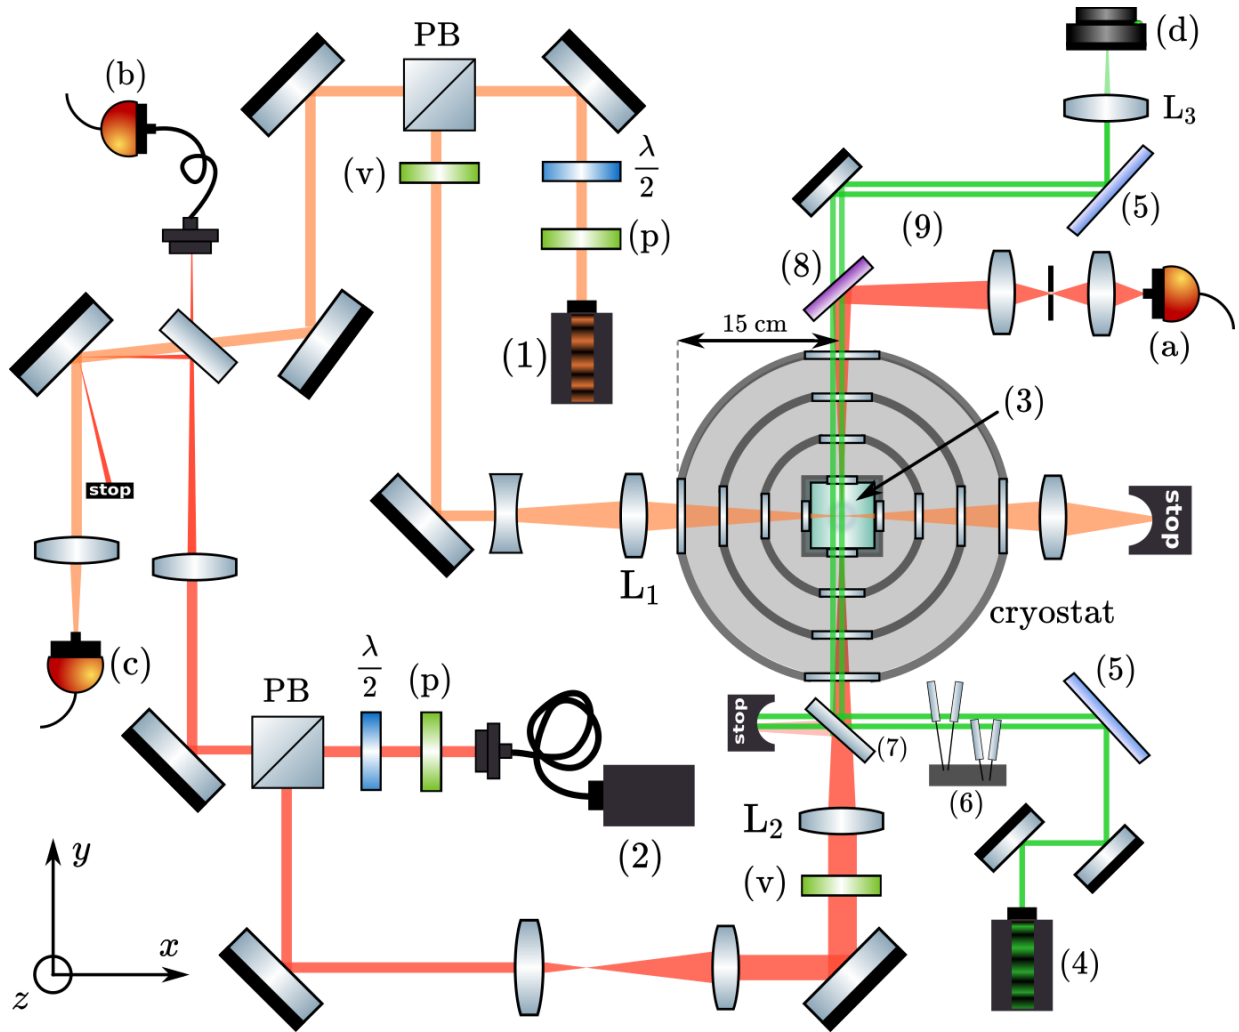 PB
(d)
(b)
L3
(v)
λ
2
(p)
(5)
(9)
(8)
15 cm
(a)
(1)
(3)
stop
stop
L1
cryostat
(c)
PB
λ
2
(p)
(5)
stop
(7)
(6)
L2
(2)
(v)
y
x
z
(4)